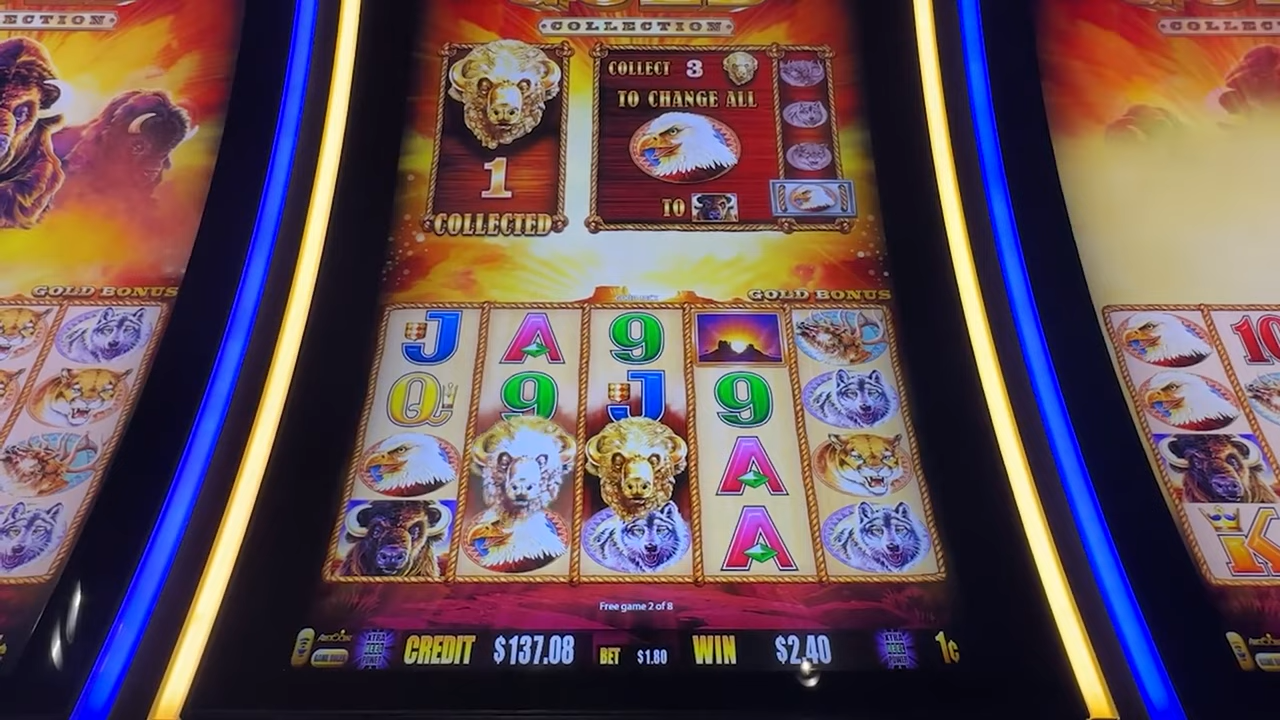 COLLECTION
COLLECT 3
TO CHANGE ALL
TO
1
COLLECTED
GOLD BONUS
GOLD BONUS
J A 9
Q 9 J 9
A
A
10
K
Free game 2 of 8
CREDIT $137.08 BET $1.80 WIN $2.40 1¢